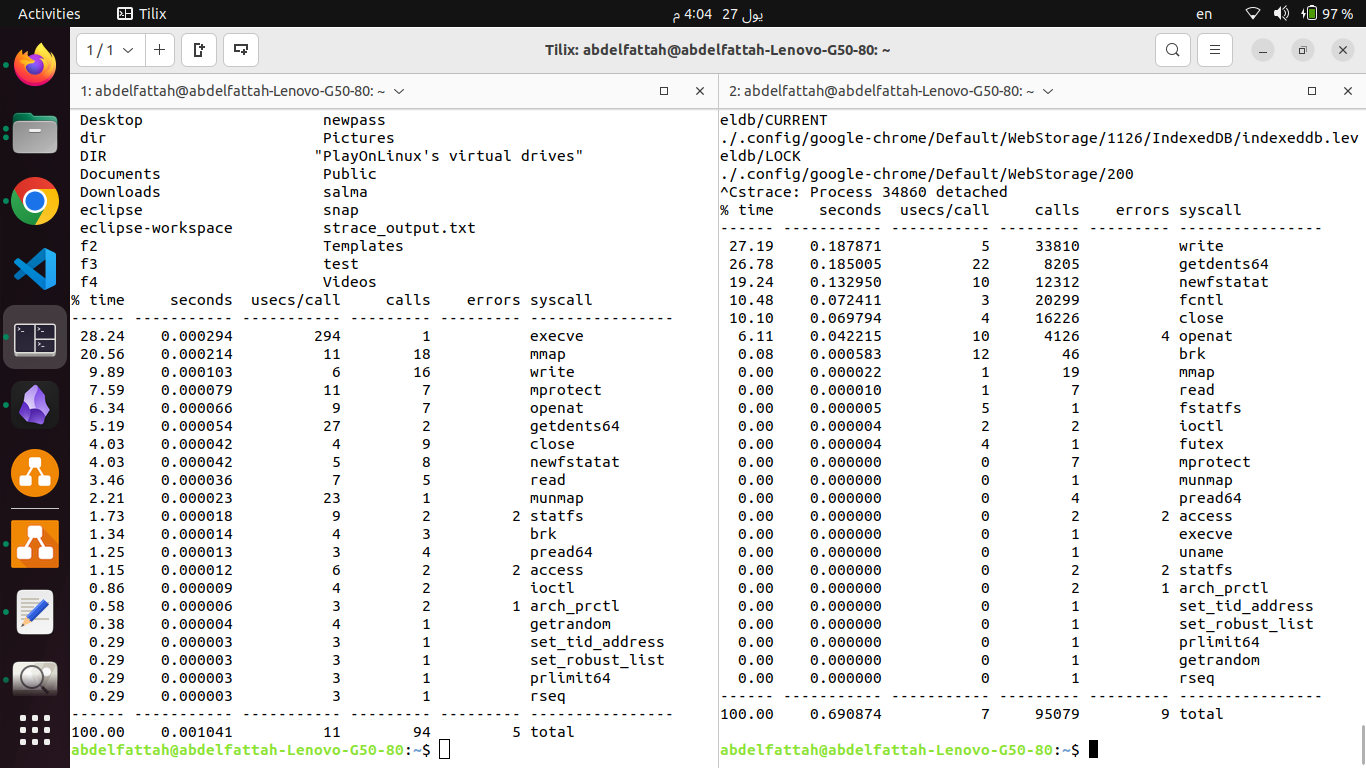 Activities Tilix يول 27 4:04 م en 97 %
1 / 1 Tilix: abdelfattah@abdelfattah-Lenovo-G50-80: ~
1: abdelfattah@abdelfattah-Lenovo-G50-80: ~
Desktop newpass
dir Pictures
DIR "PlayOnLinux's virtual drives"
Documents Public
Downloads salma
eclipse snap
eclipse-workspace strace_output.txt
f2 Templates
f3 test
f4 Videos
% time seconds usecs/call calls errors syscall
------ ----------- ----------- --------- --------- ----------------
28.24 0.000294 294 1 execve
20.56 0.000214 11 18 mmap
9.89 0.000103 6 16 write
7.59 0.000079 11 7 mprotect
6.34 0.000066 9 7 openat
5.19 0.000054 27 2 getdents64
4.03 0.000042 4 9 close
4.03 0.000042 5 8 newfstatat
3.46 0.000036 7 5 read
2.21 0.000023 23 1 munmap
1.73 0.000018 9 2 2 statfs
1.34 0.000014 4 3 brk
1.25 0.000013 3 4 pread64
1.15 0.000012 6 2 2 access
0.86 0.000009 4 2 ioctl
0.58 0.000006 3 2 1 arch_prctl
0.38 0.000004 4 1 getrandom
0.29 0.000003 3 1 set_tid_address
0.29 0.000003 3 1 set_robust_list
0.29 0.000003 3 1 prlimit64
0.29 0.000003 3 1 rseq
------ ----------- ----------- --------- --------- ----------------
100.00 0.001041 11 94 5 total
abdelfattah@abdelfattah-Lenovo-G50-80:~$
2: abdelfattah@abdelfattah-Lenovo-G50-80: ~
eldb/CURRENT
./.config/google-chrome/Default/WebStorage/1126/IndexedDB/indexeddb.lev
eldb/LOCK
./.config/google-chrome/Default/WebStorage/200
^Cstrace: Process 34860 detached
% time seconds usecs/call calls errors syscall
------ ----------- ----------- --------- --------- ----------------
27.19 0.187871 5 33810 write
26.78 0.185005 22 8205 getdents64
19.24 0.132950 10 12312 newfstatat
10.48 0.072411 3 20299 fcntl
10.10 0.069794 4 16226 close
6.11 0.042215 10 4126 4 openat
0.08 0.000583 12 46 brk
0.00 0.000022 1 19 mmap
0.00 0.000010 1 7 read
0.00 0.000005 5 1 fstatfs
0.00 0.000004 2 2 ioctl
0.00 0.000004 4 1 futex
0.00 0.000000 0 7 mprotect
0.00 0.000000 0 1 munmap
0.00 0.000000 0 4 pread64
0.00 0.000000 0 2 2 access
0.00 0.000000 0 1 execve
0.00 0.000000 0 1 uname
0.00 0.000000 0 2 2 statfs
0.00 0.000000 0 2 1 arch_prctl
0.00 0.000000 0 1 set_tid_address
0.00 0.000000 0 1 set_robust_list
0.00 0.000000 0 1 prlimit64
0.00 0.000000 0 1 getrandom
0.00 0.000000 0 1 rseq
------ ----------- ----------- --------- --------- ----------------
100.00 0.690874 7 95079 9 total
abdelfattah@abdelfattah-Lenovo-G50-80:~$